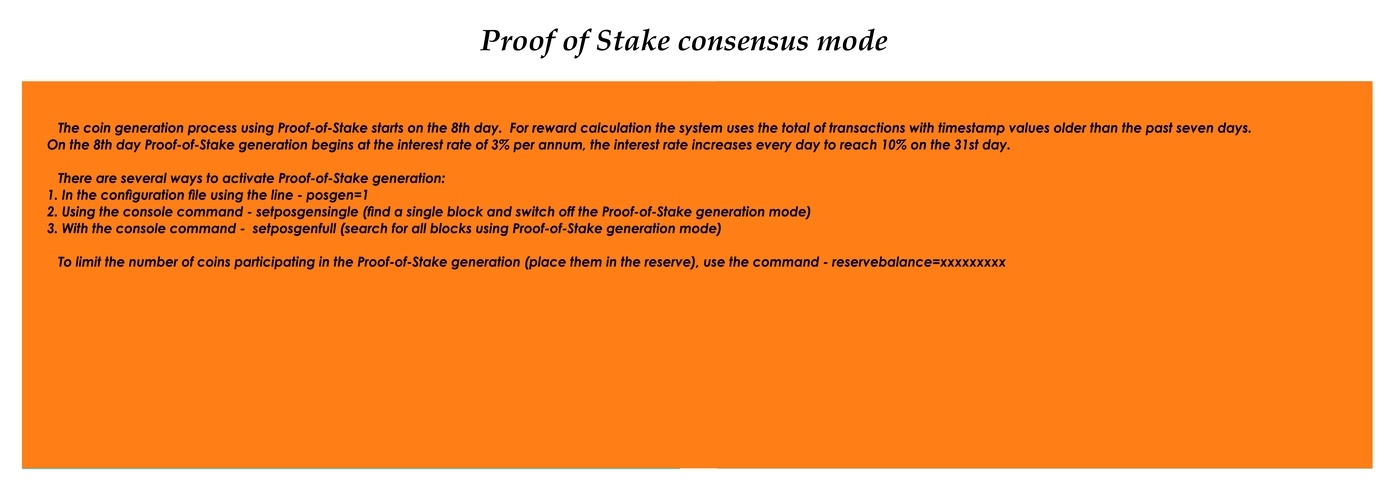 Proof of Stake consensus mode
The coin generation process using Proof-of-Stake starts on the 8th day. For reward calculation the system uses the total of transactions with timestamp values older than the past seven days.
On the 8th day Proof-of-Stake generation begins at the interest rate of 3% per annum, the interest rate increases every day to reach 10% on the 31st day.
There are several ways to activate Proof-of-Stake generation:
1. In the configuration file using the line - posgen=1
2. Using the console command - setposgensingle (find a single block and switch off the Proof-of-Stake generation mode)
3. With the console command - setposgenfull (search for all blocks using Proof-of-Stake generation mode)
To limit the number of coins participating in the Proof-of-Stake generation (place them in the reserve), use the command - reservebalance=xxxxxxxxx